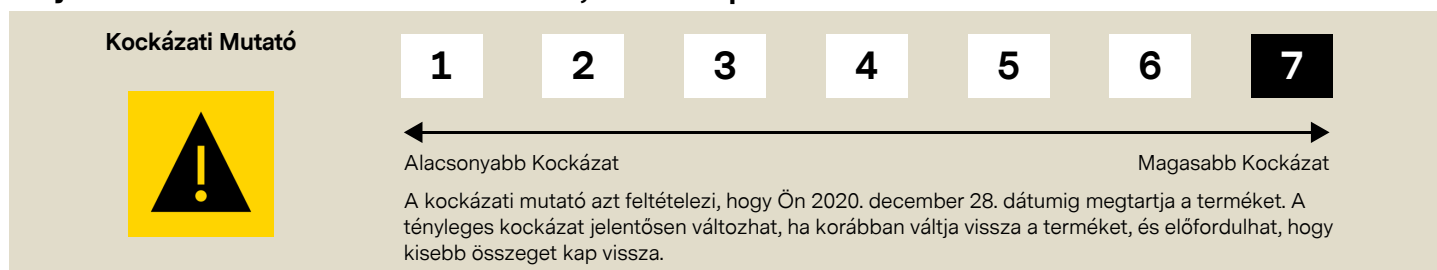 Kockázati Mutató
1 2 3 4 5 6 7
Alacsonyabb Kockázat Magasabb Kockázat
A kockázati mutató azt feltételezi, hogy Ön 2020. december 28. dátumig megtartja a terméket. A
tényleges kockázat jelentősen változhat, ha korábban váltja vissza a terméket, és előfordulhat, hogy
kisebb összeget kap vissza.